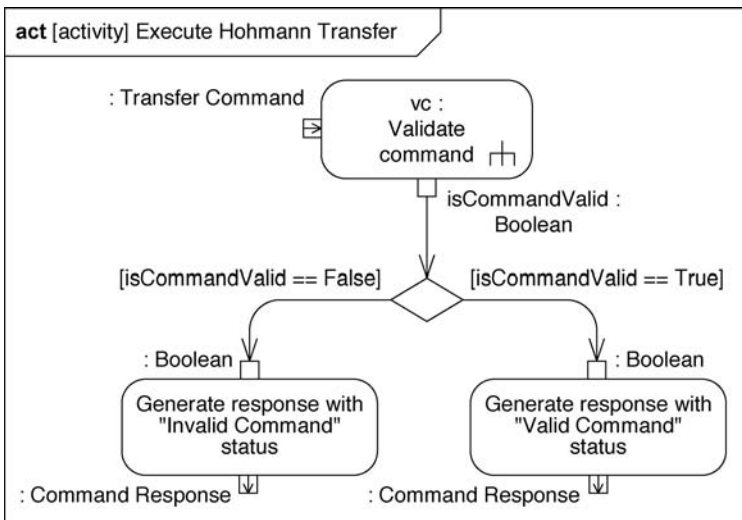 act [activity] Execute Hohmann Transfer
: Transfer Command
vc :
Validate
command
isCommandValid :
Boolean
[isCommandValid == False]
[isCommandValid == True]
: Boolean
: Boolean
Generate response with
"Invalid Command"
status
Generate response with
"Valid Command"
status
: Command Response
: Command Response